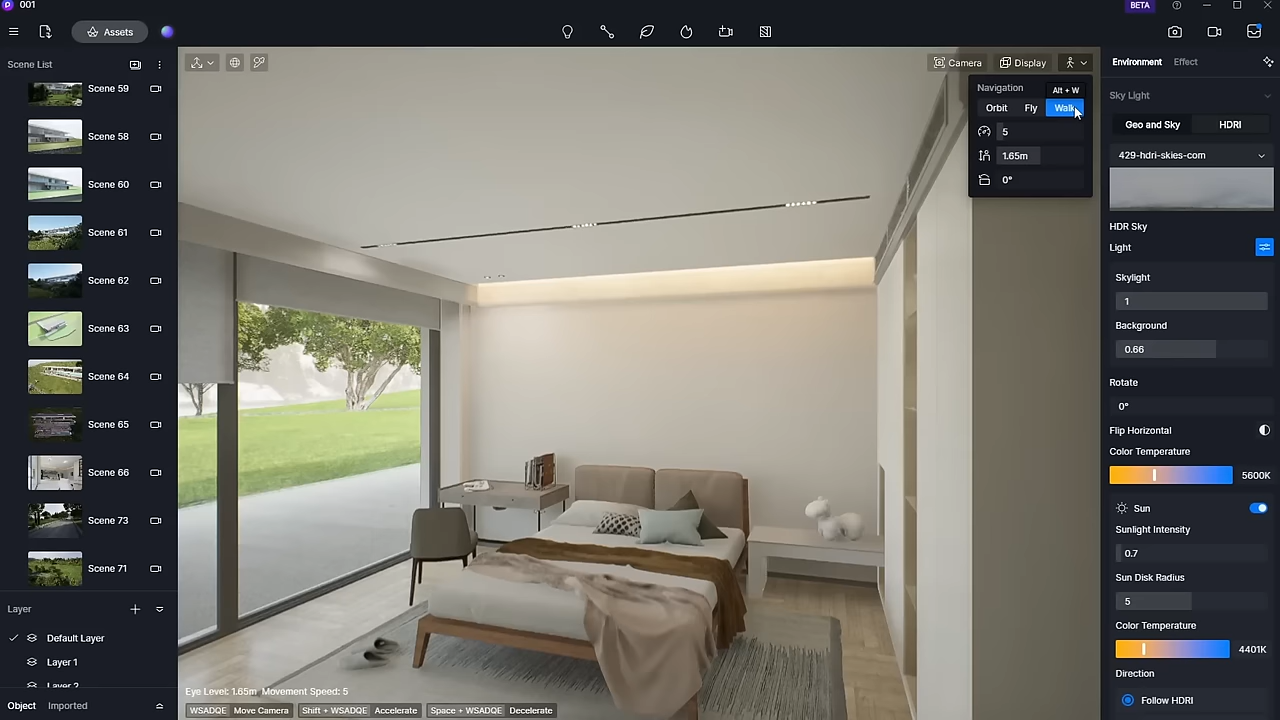 001
BETA
Assets
Scene List
Scene 59
Scene 58
Scene 60
Scene 61
Scene 62
Scene 63
Scene 64
Scene 65
Scene 66
Scene 73
Scene 71
Layer
Default Layer
Layer 1
Layer 2
Object Imported
Camera Display
Navigation Alt + W
Orbit Fly Walk
5
1.65m
0°
Eye Level: 1.65m Movement Speed: 5
WSADQE Move Camera Shift + WSADQE Accelerate Space + WSADQE Decelerate
Environment Effect
Sky Light
Geo and Sky HDRI
429-hdri-skies-com
HDR Sky
Light
Skylight
1
Background
0.66
Rotate
0°
Flip Horizontal
Color Temperature
5600K
Sun
Sunlight Intensity
0.7
Sun Disk Radius
5
Color Temperature
4401K
Direction
Follow HDRI